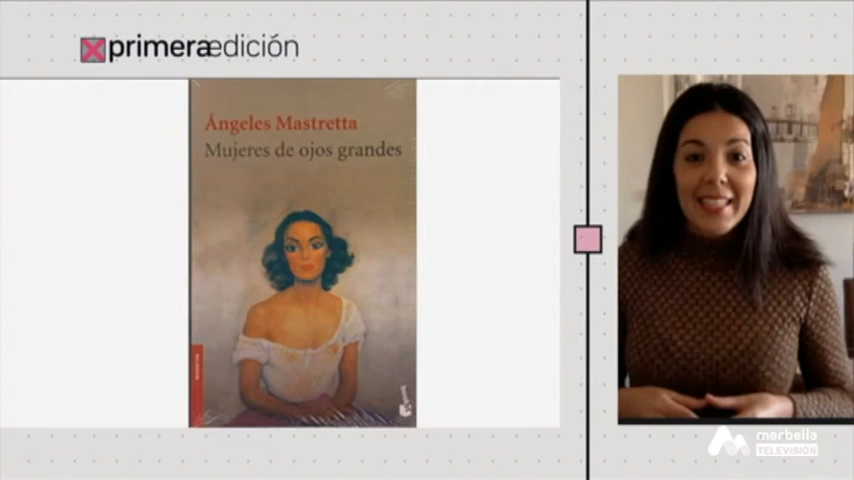 primeraedición
Ángeles Mastretta
Mujeres de ojos grandes
marbella
TELEVISIÓN